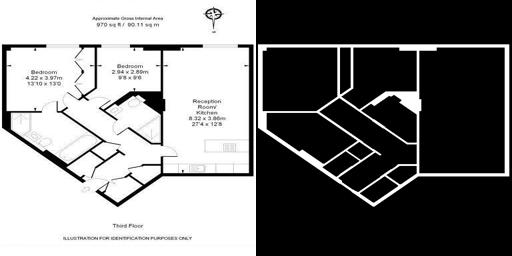 Approximate Gross Internal Area
970 sq ft / 90.11 sq m
Bedroom
4.22 x 3.97m
13'10 x 13'0
Bedroom
2.94 x 2.89m
9'8 x 9'6
Reception
Room/
Kitchen
8.32 x 3.86m
27'4 x 12'8
Third Floor
ILLUSTRATION FOR IDENTIFICATION PURPOSES ONLY